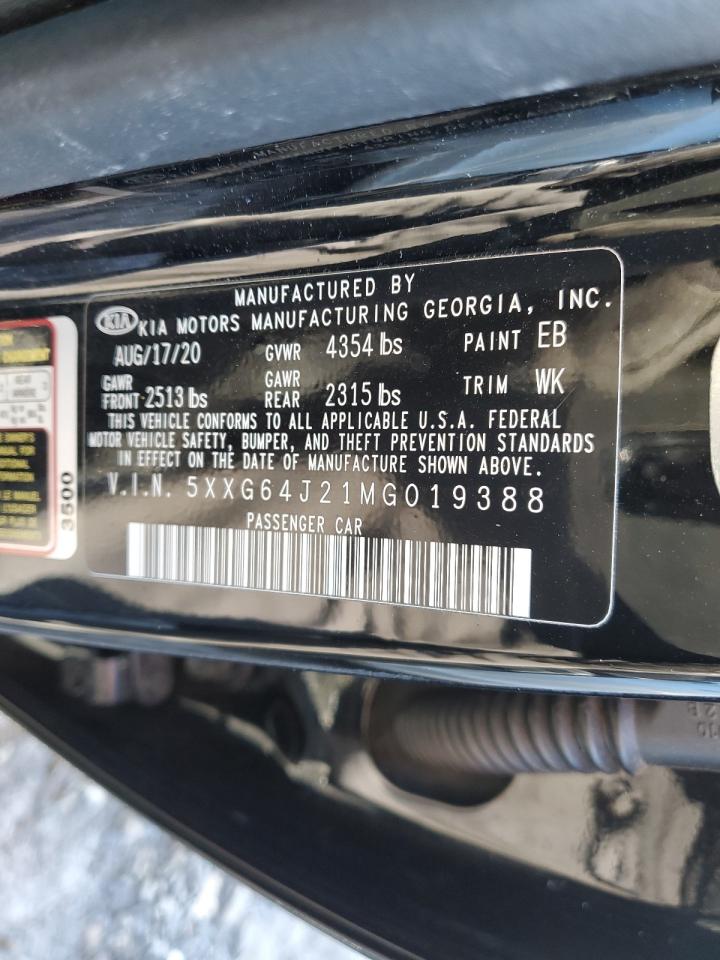 MANUFACTURED BY
KIA KIA MOTORS MANUFACTURING GEORGIA, INC.
AUG/17/20 GVWR 4354 lbs PAINT EB
GAWR FRONT 2513 lbs GAWR REAR 2315 lbs TRIM WK
THIS VEHICLE CONFORMS TO ALL APPLICABLE U.S.A. FEDERAL
MOTOR VEHICLE SAFETY, BUMPER, AND THEFT PREVENTION STANDARDS
IN EFFECT ON THE DATE OF MANUFACTURE SHOWN ABOVE.
V.I.N. 5XXG64J21MG019388
PASSENGER CAR
3500